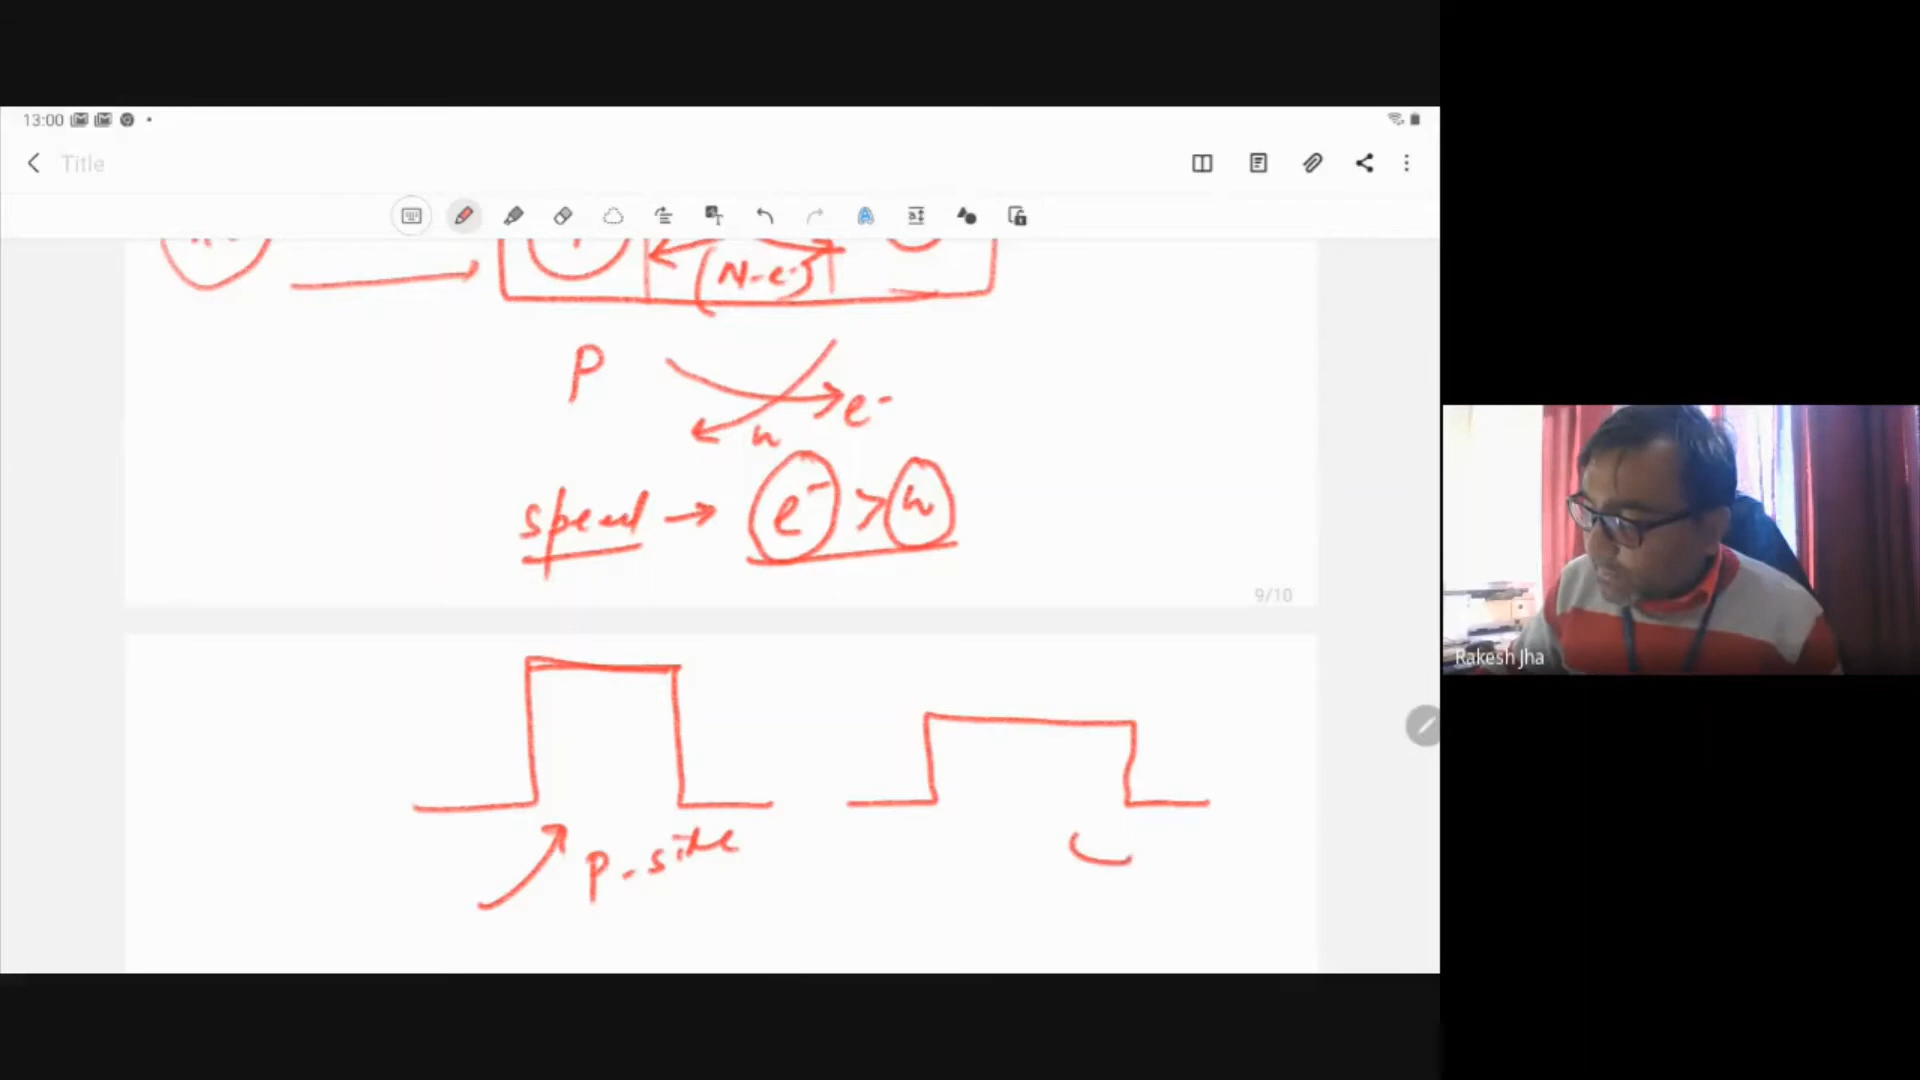 13:00
Title
(N-e-)
P
e-
h
speed → e- > h
9/10
P-side
Rakesh Jha